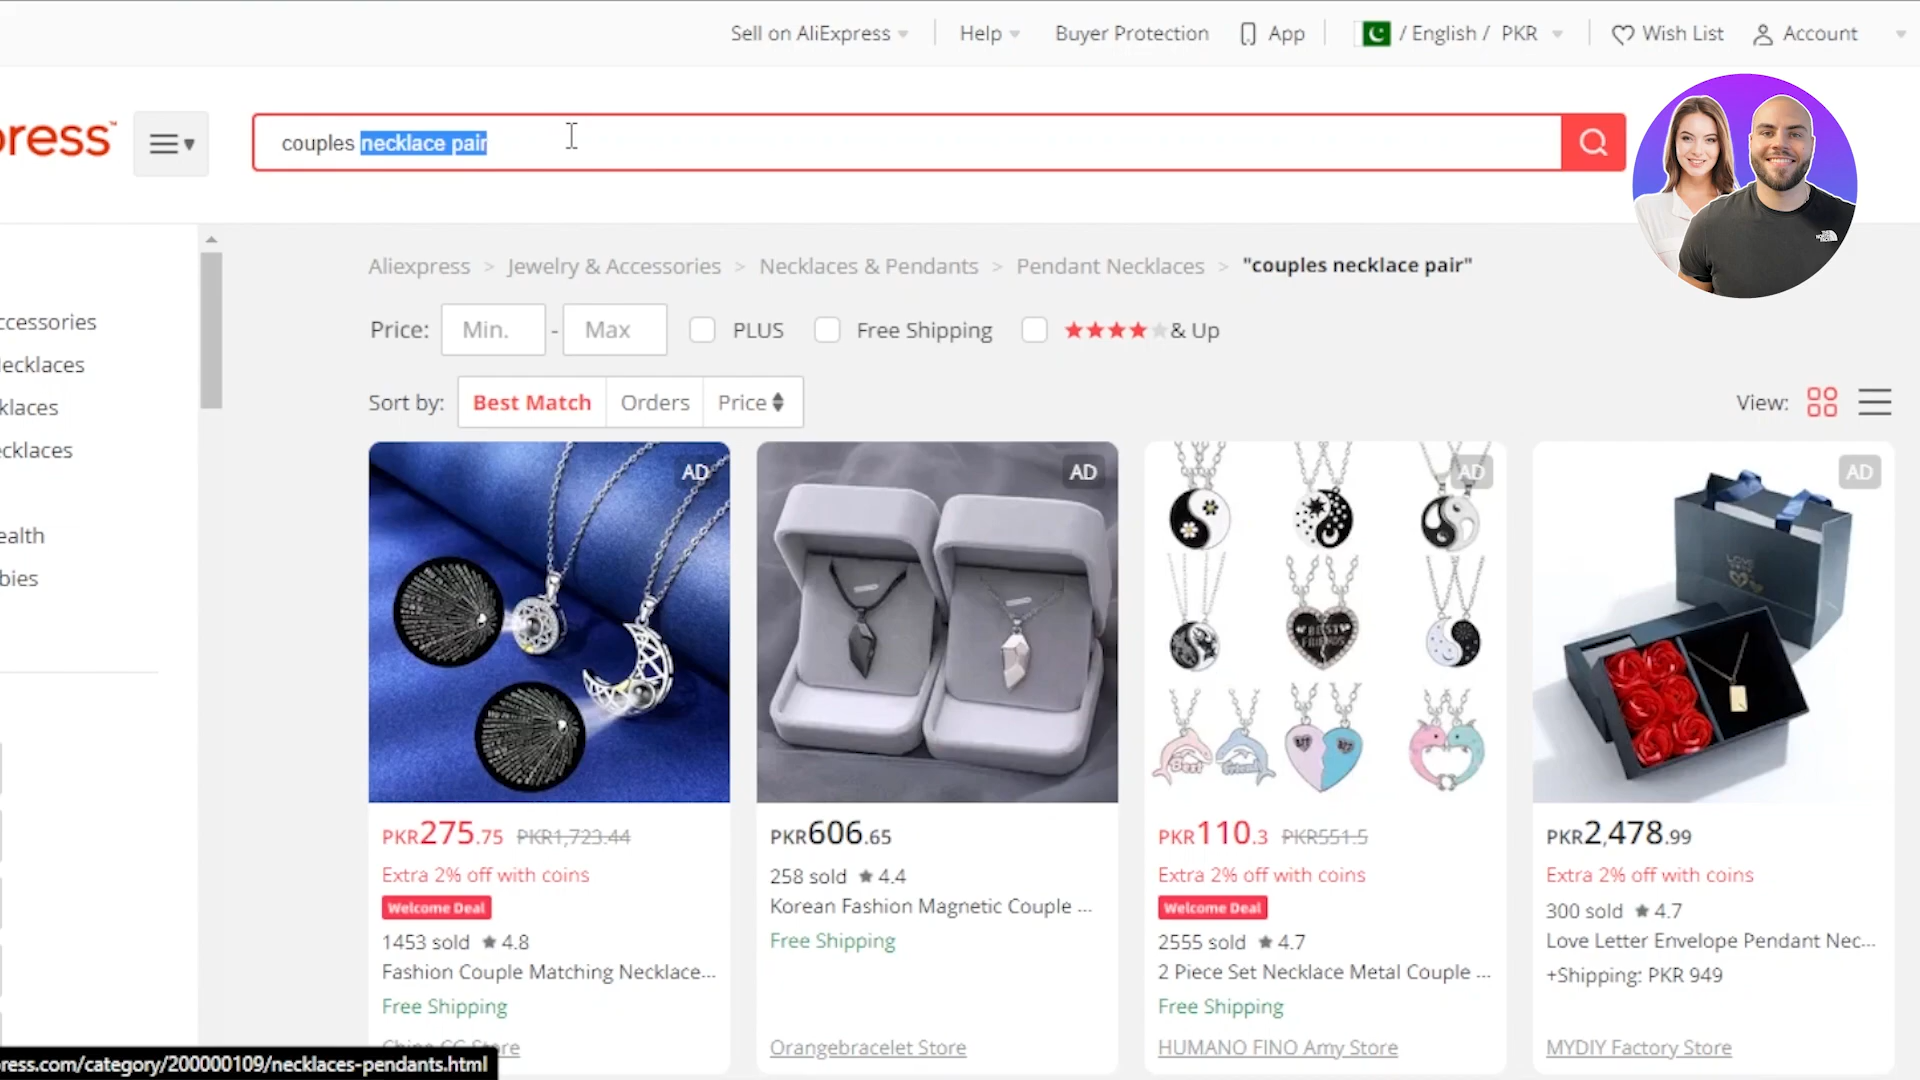 Sell on AliExpress
Help
Buyer Protection
App
/ English / PKR
Wish List
Account
press™
couples necklace pair
Aliexpress > Jewelry & Accessories > Necklaces & Pendants > Pendant Necklaces > "couples necklace pair"
ccessories
Necklaces
klaces
ecklaces
ealth
bies
Price: Min. - Max PLUS Free Shipping & Up
Sort by: Best Match Orders Price
View:
AD
AD
AD
AD
PKR275.75 PKR1,723.44
Extra 2% off with coins
Welcome Deal
1453 sold ★ 4.8
Fashion Couple Matching Necklace...
Free Shipping
PKR606.65
258 sold ★ 4.4
Korean Fashion Magnetic Couple ...
Free Shipping
Orangebracelet Store
PKR110.3 PKR551.5
Extra 2% off with coins
Welcome Deal
2555 sold ★ 4.7
2 Piece Set Necklace Metal Couple ...
Free Shipping
HUMANO FINO Amy Store
PKR2,478.99
Extra 2% off with coins
300 sold ★ 4.7
Love Letter Envelope Pendant Nec...
+Shipping: PKR 949
MYDIY Factory Store
ress.com/category/200000109/necklaces-pendants.html